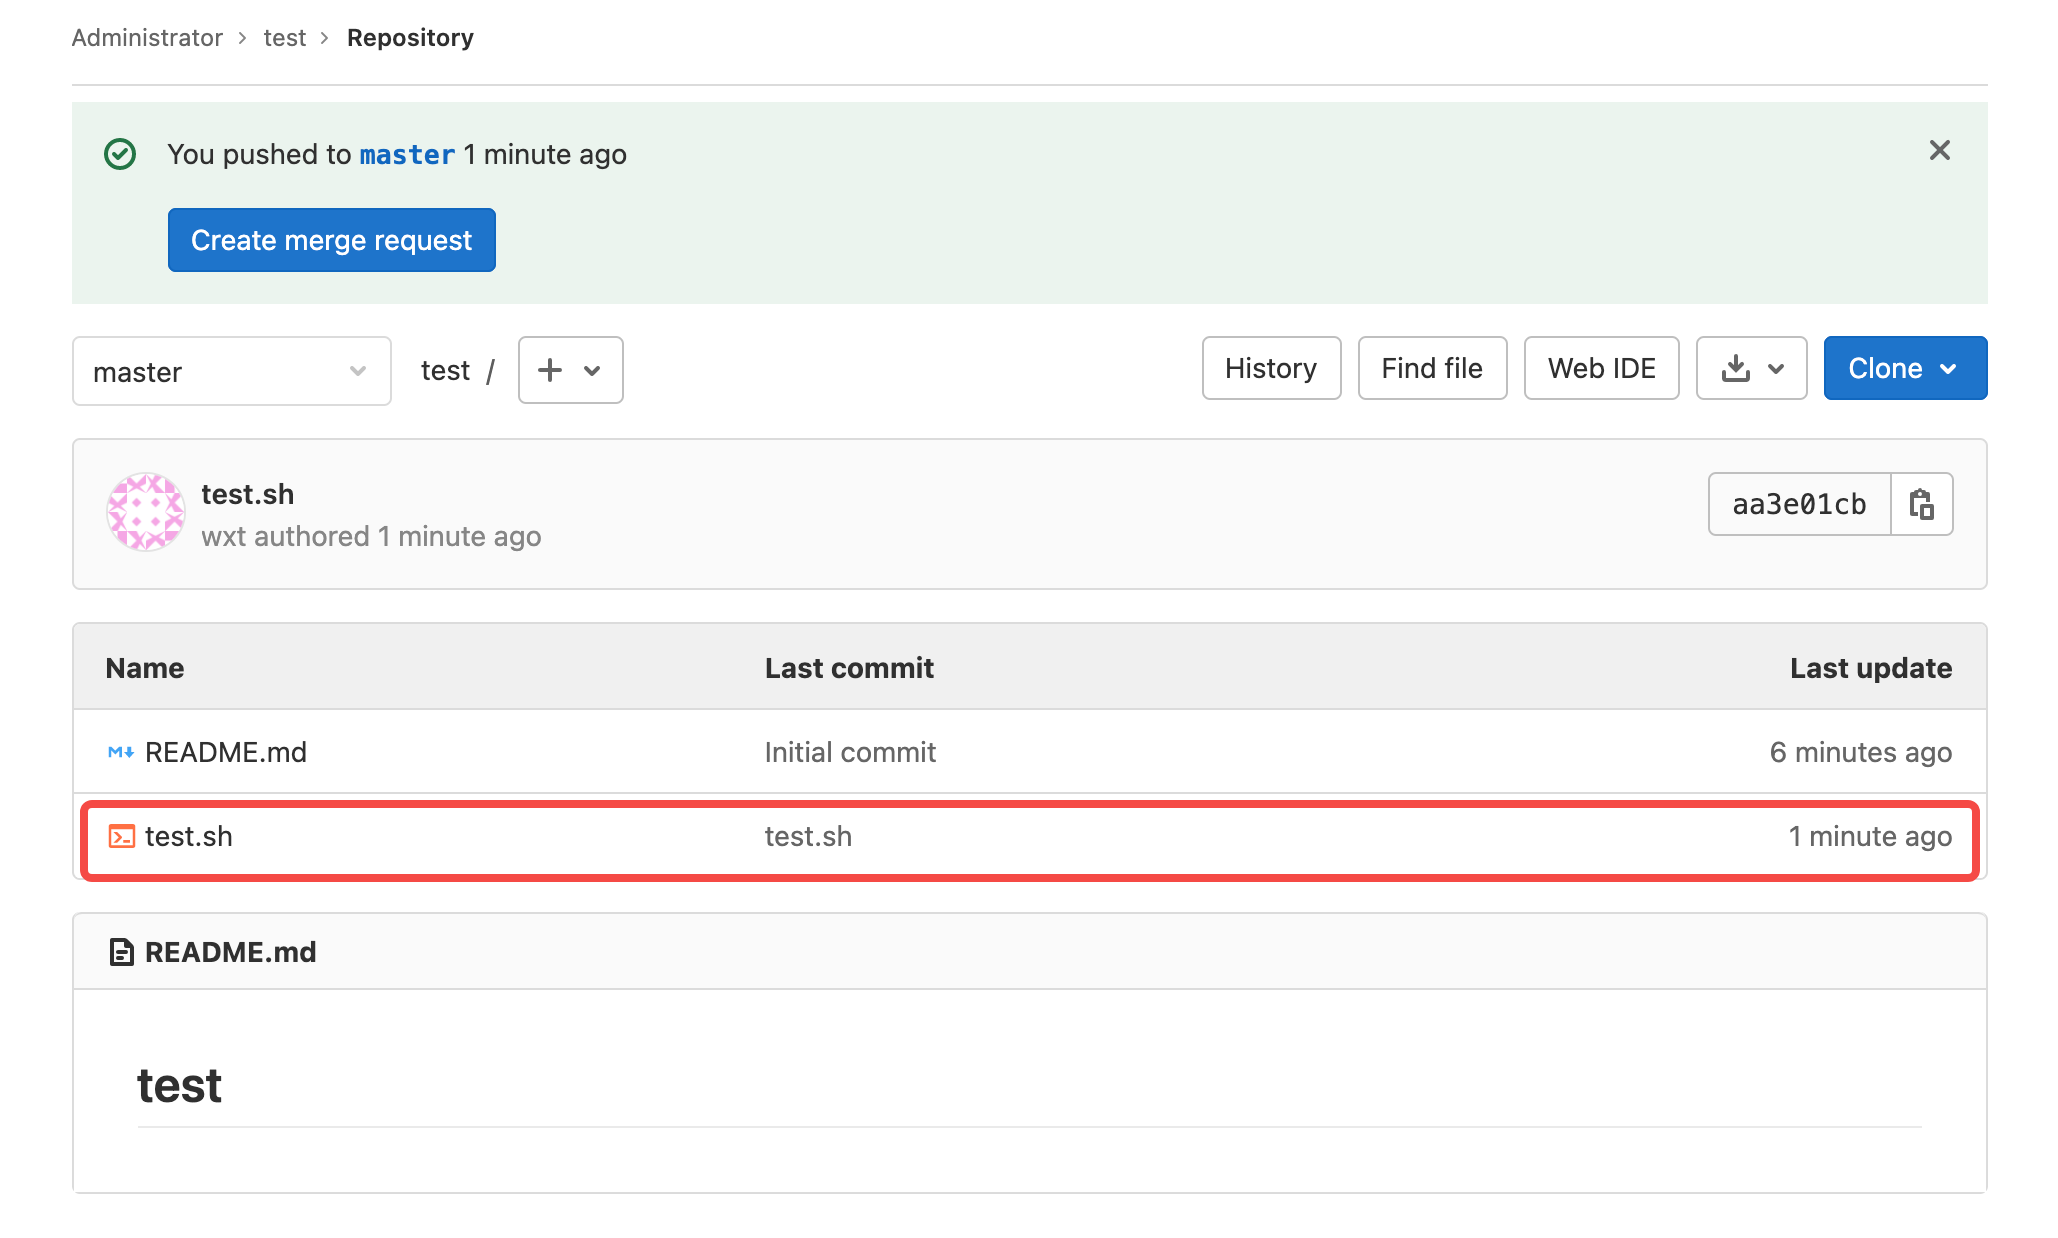 Administrator > test > Repository
You pushed to master 1 minute ago
Create merge request
master test / + History Find file Web IDE Clone
test.sh
wxt authored 1 minute ago
aa3e01cb
Name Last commit Last update
README.md Initial commit 6 minutes ago
test.sh test.sh 1 minute ago
README.md
test